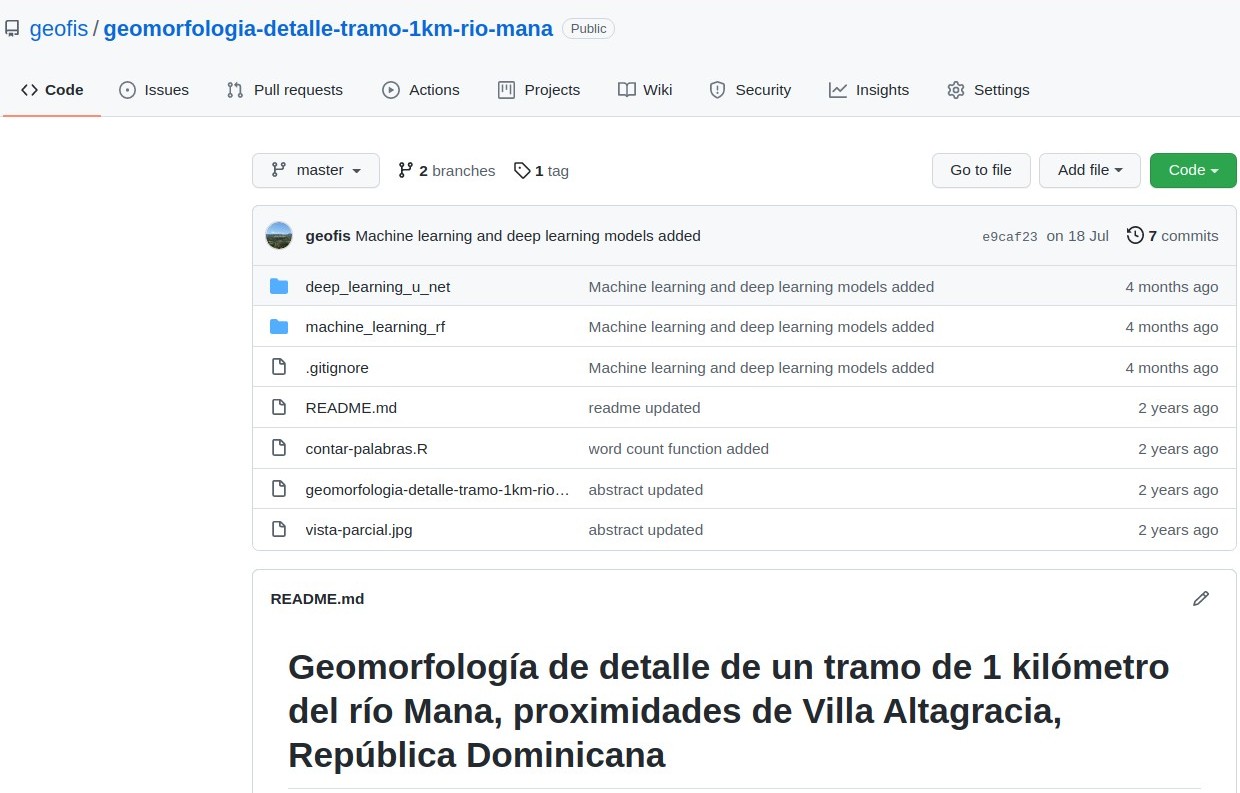 geofis / geomorfologia-detalle-tramo-1km-rio-mana Public
Code Issues Pull requests Actions Projects Wiki Security Insights Settings
master 2 branches 1 tag Go to file Add file Code
geofis Machine learning and deep learning models added e9caf23 on 18 Jul 7 commits
deep_learning_u_net Machine learning and deep learning models added 4 months ago
machine_learning_rf Machine learning and deep learning models added 4 months ago
.gitignore Machine learning and deep learning models added 4 months ago
README.md readme updated 2 years ago
contar-palabras.R word count function added 2 years ago
geomorfologia-detalle-tramo-1km-rio… abstract updated 2 years ago
vista-parcial.jpg abstract updated 2 years ago
README.md
Geomorfología de detalle de un tramo de 1 kilómetro
del río Mana, proximidades de Villa Altagracia,
República Dominicana